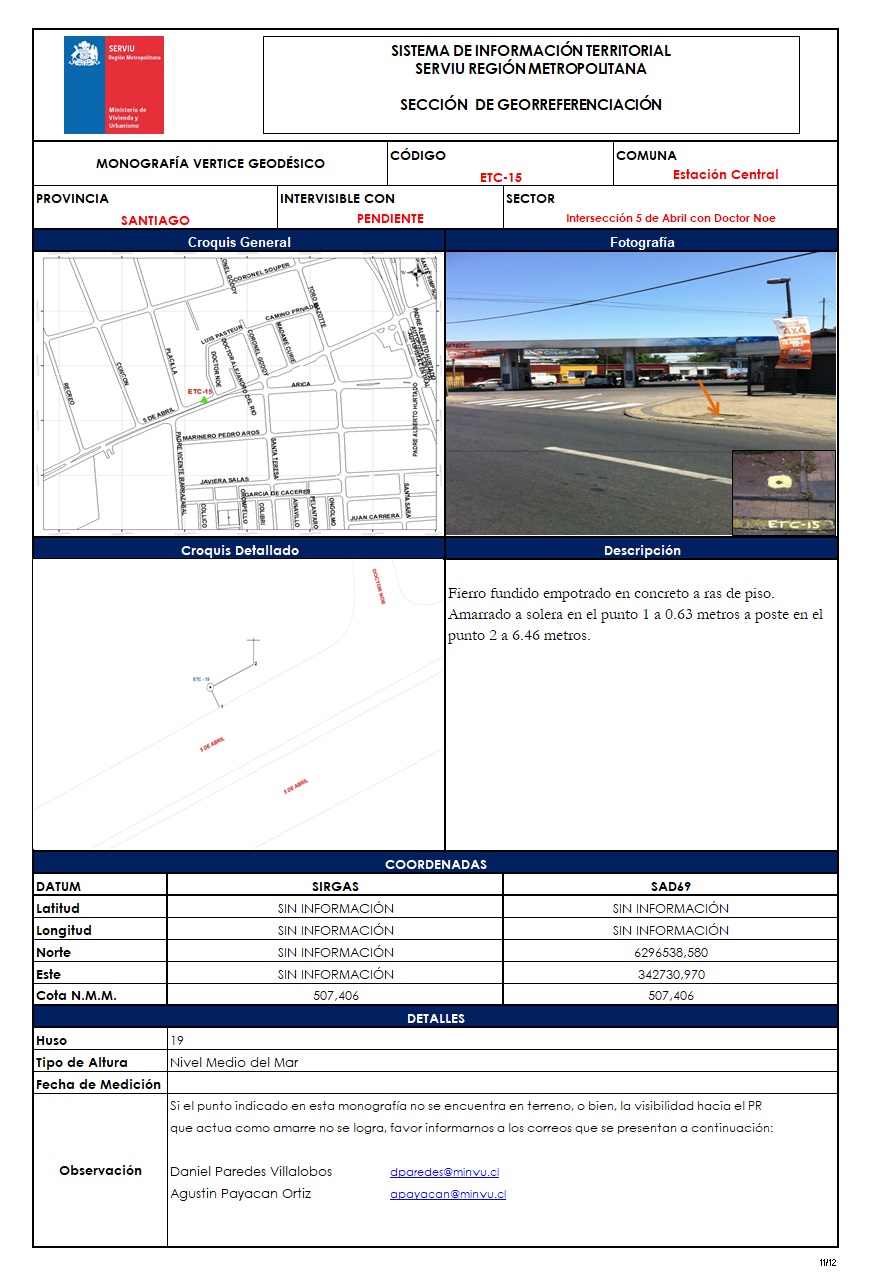 SERVIU
Región Metropolitana
Ministerio de
Vivienda y
Urbanismo
SISTEMA DE INFORMACIÓN TERRITORIAL
SERVIU REGIÓN METROPOLITANA
SECCIÓN DE GEORREFERENCIACIÓN
MONOGRAFÍA VERTICE GEODÉSICO
CÓDIGO
ETC-15
COMUNA
Estación Central
PROVINCIA
SANTIAGO
INTERVISIBLE CON
PENDIENTE
SECTOR
Intersección 5 de Abril con Doctor Noe
Croquis General
Fotografía
CORONEL SOUPER
CORONEL GODOY
TORO MAZOTTE
CAMINO PRIVADO
LUIS PASTEUR
MADAME CURIE
CORONEL GODOY
DOCTOR ALEJANDRO DEL RIO
DOCTOR NOE
PLACILLA
CONCON
RECREO
ETC-15
5 DE ABRIL
ARICA
PADRE ALBERTO HURTADO
PADRE ALBERTO HURTADO
MARINERO PEDRO AROS
PADRE VICENTE IRARRAZABAL
SANTA TERESA
JAVIERA SALAS
GARCIA DE CACERES
COLLICO
CROMPELLO
COLIBRI
AINAVILLO
PELANTARO
ONGOLMO
JUAN CARRERA
SANTA SARA
4X4
ETC-15
Croquis Detallado
Descripción
DOCTOR NOE
2
ETC - 15
1
5 DE ABRIL
5 DE ABRIL
Fierro fundido empotrado en concreto a ras de piso.
Amarrado a solera en el punto 1 a 0.63 metros a poste en el
punto 2 a 6.46 metros.
COORDENADAS
DATUM SIRGAS SAD69
Latitud SIN INFORMACIÓN SIN INFORMACIÓN
Longitud SIN INFORMACIÓN SIN INFORMACIÓN
Norte SIN INFORMACIÓN 6296538,580
Este SIN INFORMACIÓN 342730,970
Cota N.M.M. 507,406 507,406
DETALLES
Huso 19
Tipo de Altura Nivel Medio del Mar
Fecha de Medición
Observación
Si el punto indicado en esta monografía no se encuentra en terreno, o bien, la visibilidad hacia el PR
que actua como amarre no se logra, favor informarnos a los correos que se presentan a continuación:
Daniel Paredes Villalobos dparedes@minvu.cl
Agustin Payacan Ortiz apayacan@minvu.cl
11/12